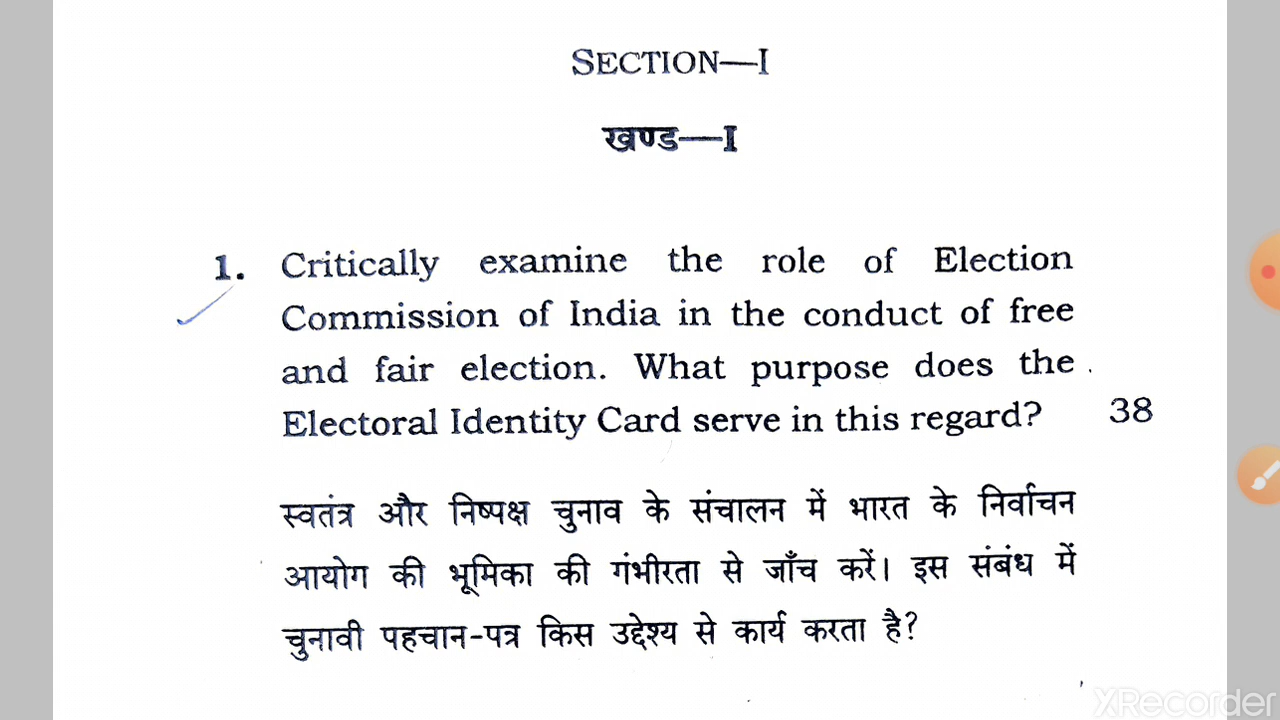 SECTION—I
खण्ड—I
1. Critically examine the role of Election
Commission of India in the conduct of free
and fair election. What purpose does the
Electoral Identity Card serve in this regard? 38
स्वतंत्र और निष्पक्ष चुनाव के संचालन में भारत के निर्वाचन
आयोग की भूमिका की गंभीरता से जाँच करें। इस संबंध में
चुनावी पहचान-पत्र किस उद्देश्य से कार्य करता है?
XRecorder